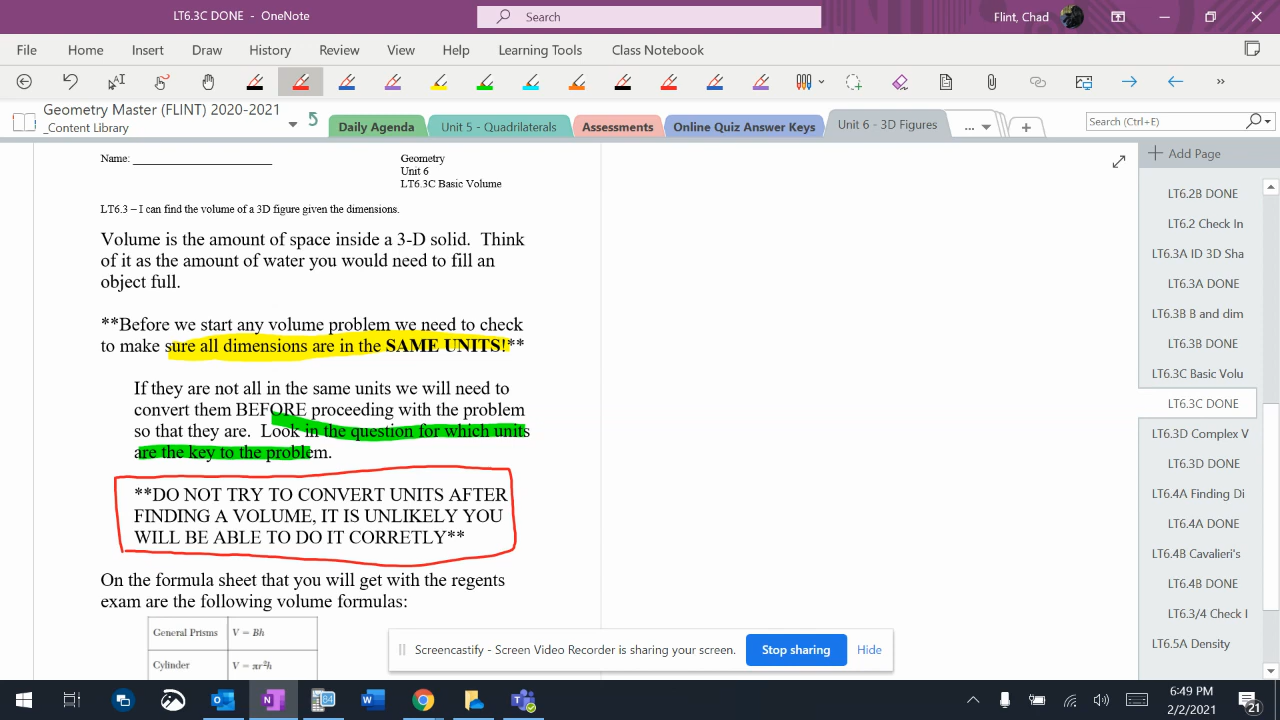 LT6.3C DONE - OneNote
Search
Flint, Chad
File Home Insert Draw History Review View Help Learning Tools Class Notebook
Geometry Master (FLINT) 2020-2021
_Content Library
Daily Agenda
Unit 5 - Quadrilaterals
Assessments
Online Quiz Answer Keys
Unit 6 - 3D Figures
...
Search (Ctrl+E)
Add Page
Name:
Geometry
Unit 6
LT6.3C Basic Volume
LT6.3 – I can find the volume of a 3D figure given the dimensions.
Volume is the amount of space inside a 3-D solid. Think
of it as the amount of water you would need to fill an
object full.
**Before we start any volume problem we need to check
to make sure all dimensions are in the SAME UNITS!**
If they are not all in the same units we will need to
convert them BEFORE proceeding with the problem
so that they are. Look in the question for which units
are the key to the problem.
**DO NOT TRY TO CONVERT UNITS AFTER
FINDING A VOLUME, IT IS UNLIKELY YOU
WILL BE ABLE TO DO IT CORRETLY**
On the formula sheet that you will get with the regents
exam are the following volume formulas:
General Prisms V = Bh
Cylinder V = πr²h
LT6.2B DONE
LT6.2 Check In
LT6.3A ID 3D Sha
LT6.3A DONE
LT6.3B B and dim
LT6.3B DONE
LT6.3C Basic Volu
LT6.3C DONE
LT6.3D Complex V
LT6.3D DONE
LT6.4A Finding Di
LT6.4A DONE
LT6.4B Cavalieri's
LT6.4B DONE
LT6.3/4 Check I
LT6.5A Density
Screencastify - Screen Video Recorder is sharing your screen.
Stop sharing
Hide
6:49 PM
2/2/2021
21